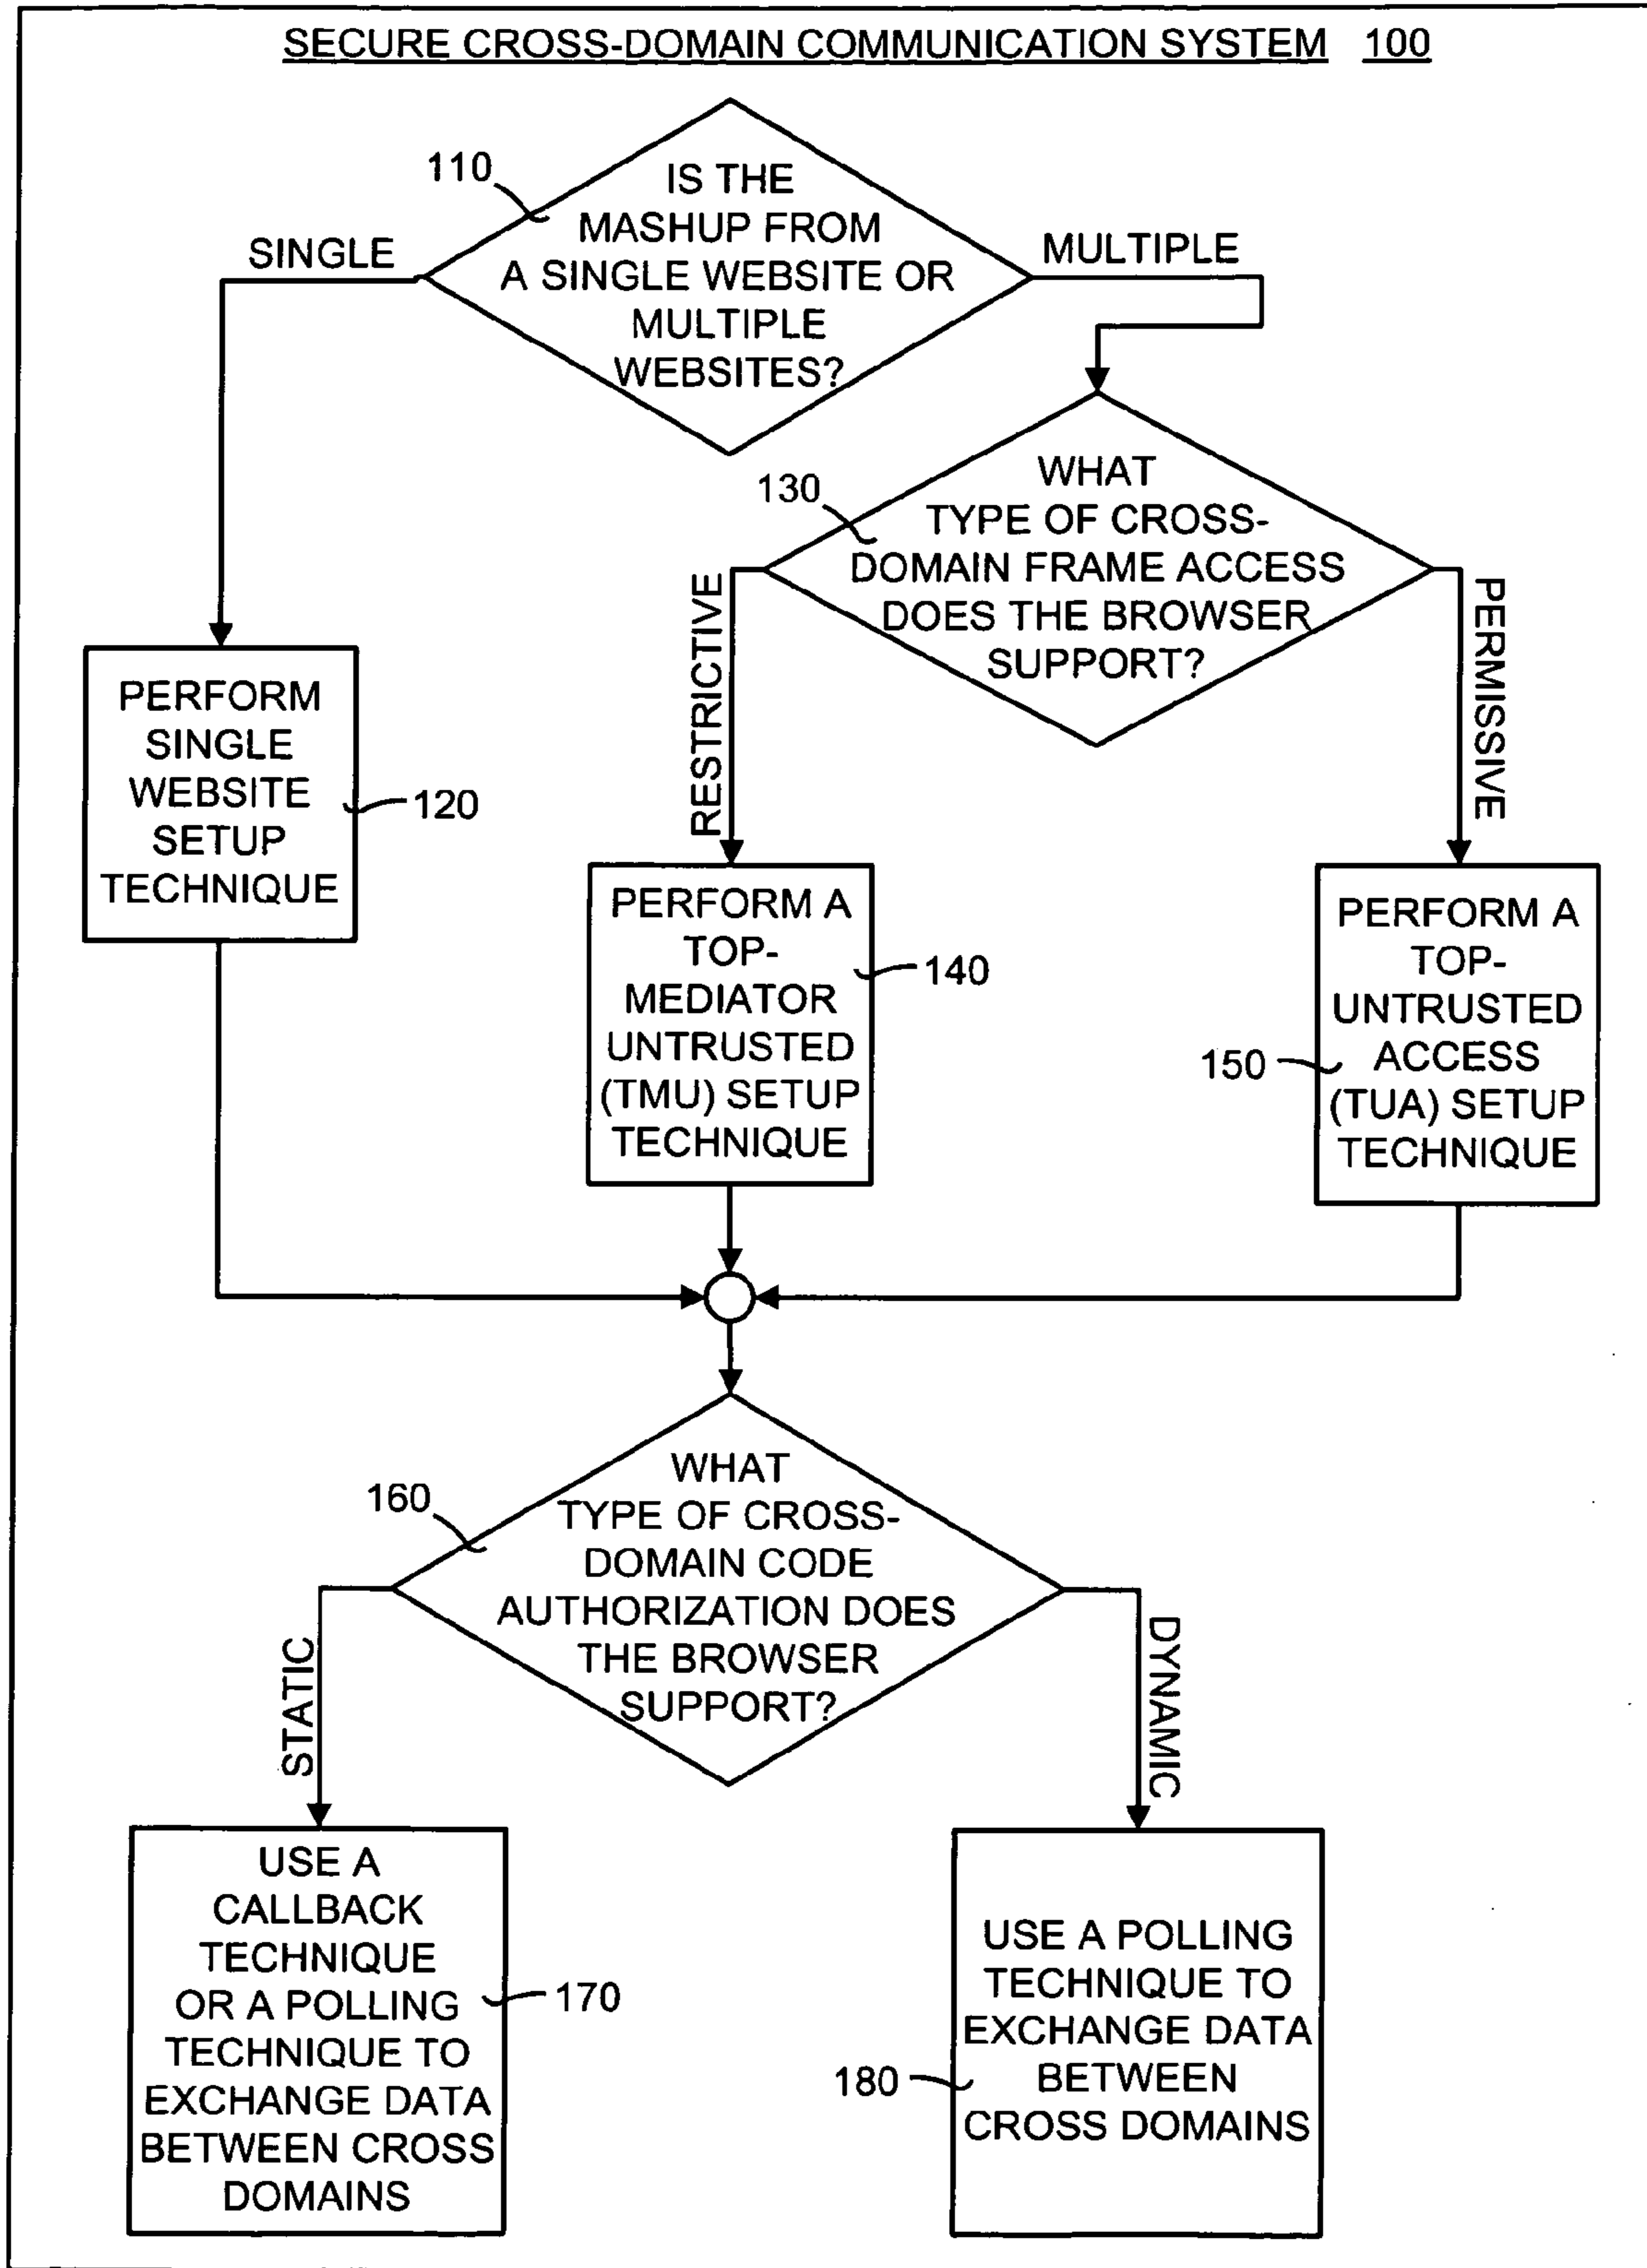 SECURE CROSS-DOMAIN COMMUNICATION SYSTEM 100
110
IS THE
MASHUP FROM
A SINGLE WEBSITE OR
MULTIPLE
WEBSITES?
SINGLE
MULTIPLE
130
WHAT
TYPE OF CROSS-
DOMAIN FRAME ACCESS
DOES THE BROWSER
SUPPORT?
RESTRICTIVE
PERMISSIVE
PERFORM
SINGLE
WEBSITE
SETUP
TECHNIQUE
120
PERFORM A
TOP-
MEDIATOR
UNTRUSTED
(TMU) SETUP
TECHNIQUE
140
PERFORM A
TOP-
UNTRUSTED
ACCESS
(TUA) SETUP
TECHNIQUE
150
160
WHAT
TYPE OF CROSS-
DOMAIN CODE
AUTHORIZATION DOES
THE BROWSER
SUPPORT?
STATIC
DYNAMIC
USE A
CALLBACK
TECHNIQUE
OR A POLLING
TECHNIQUE TO
EXCHANGE DATA
BETWEEN CROSS
DOMAINS
170
USE A POLLING
TECHNIQUE TO
EXCHANGE DATA
BETWEEN
CROSS DOMAINS
180